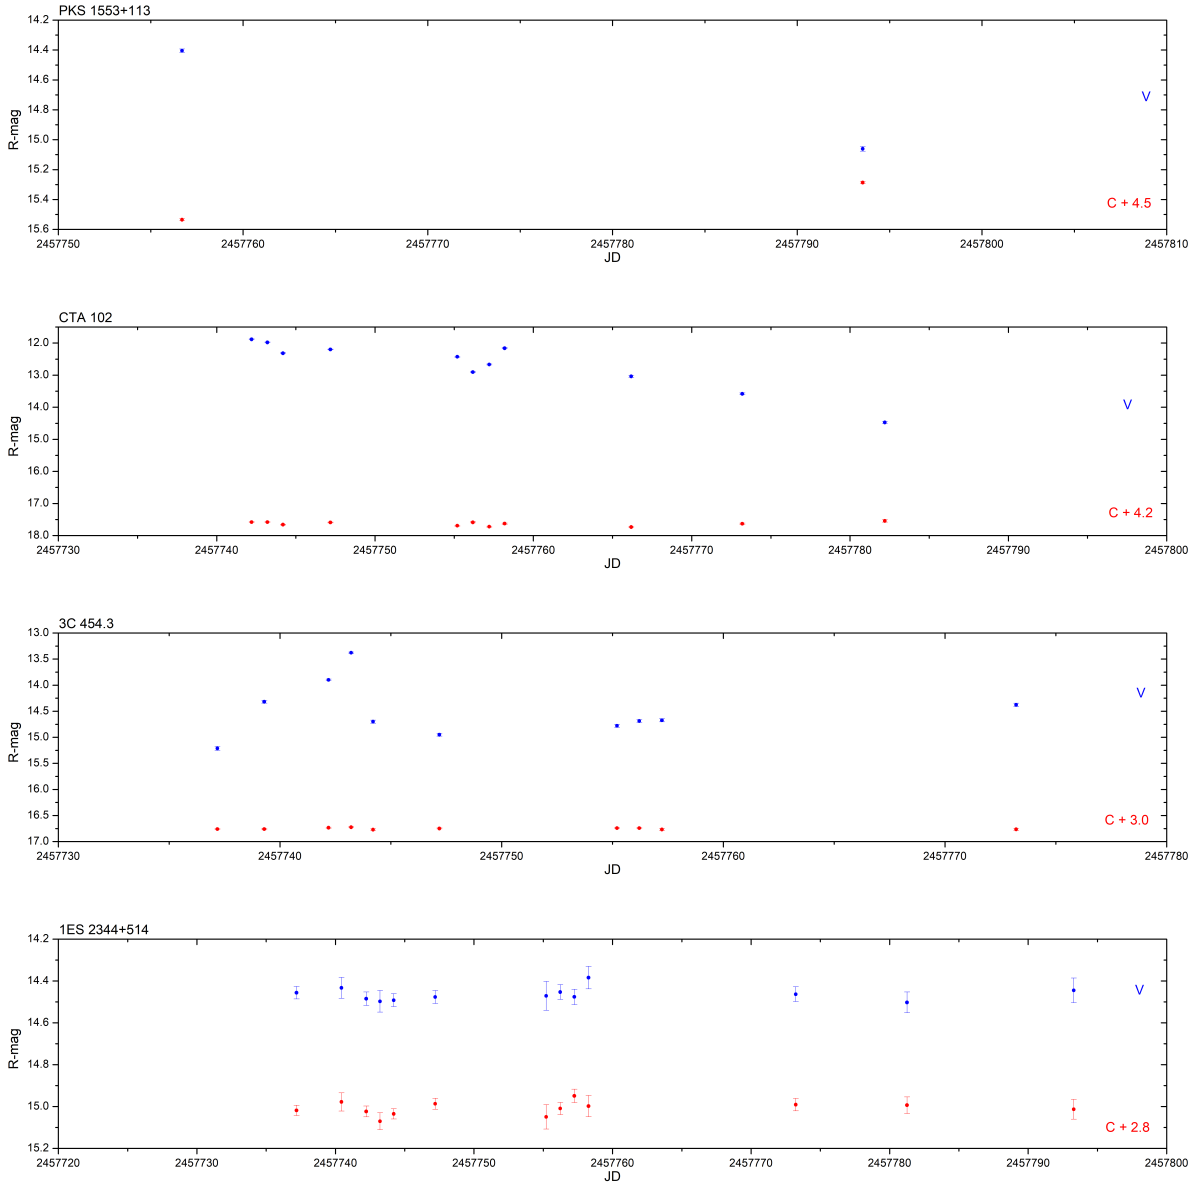 PKS 1553+113
14.2
14.4
14.6
14.8
15.0
15.2
15.4
15.6
R-mag
V
C + 4.5
2457750 2457760 2457770 2457780 2457790 2457800 2457810
JD
CTA 102
12.0
13.0
14.0
15.0
16.0
17.0
18.0
R-mag
V
C + 4.2
2457730 2457740 2457750 2457760 2457770 2457780 2457790 2457800
JD
3C 454.3
13.0
13.5
14.0
14.5
15.0
15.5
16.0
16.5
17.0
R-mag
V
C + 3.0
2457730 2457740 2457750 2457760 2457770 2457780
JD
1ES 2344+514
14.2
14.4
14.6
14.8
15.0
15.2
R-mag
V
C + 2.8
2457720 2457730 2457740 2457750 2457760 2457770 2457780 2457790 2457800
JD